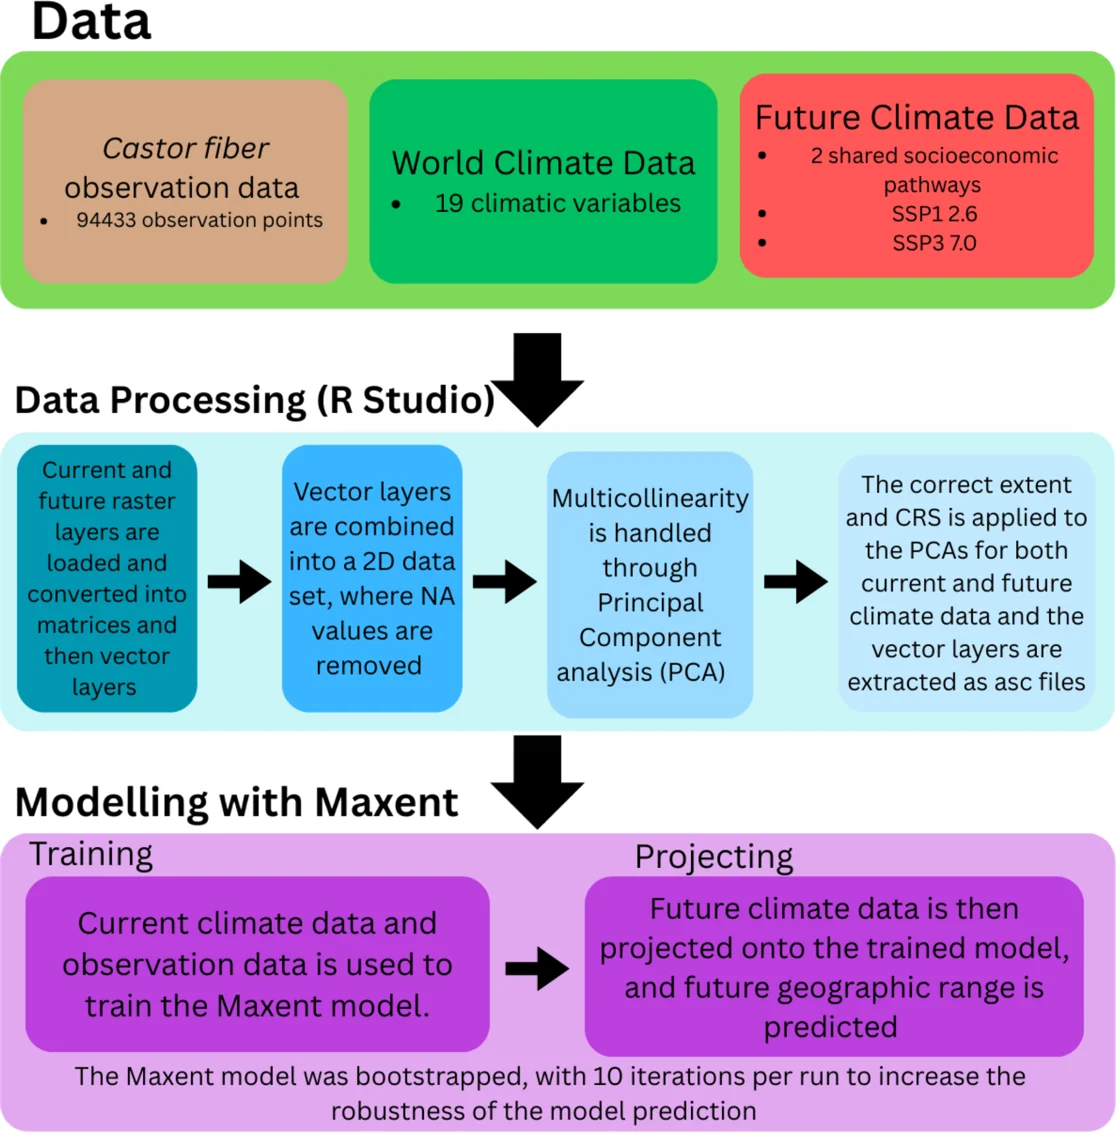 Data
Castor fiber
observation data
• 94433 observation points
World Climate Data
• 19 climatic variables
Future Climate Data
• 2 shared socioeconomic
pathways
• SSP1 2.6
• SSP3 7.0
Data Processing (R Studio)
Current and
future raster
layers are
loaded and
converted into
matrices and
then vector
layers
Vector layers
are combined
into a 2D data
set, where NA
values are
removed
Multicollinearity
is handled
through
Principal
Component
analysis (PCA)
The correct extent
and CRS is applied to
the PCAs for both
current and future
climate data and the
vector layers are
extracted as asc files
Modelling with Maxent
Training
Current climate data and
observation data is used to
train the Maxent model.
Projecting
Future climate data is then
projected onto the trained model,
and future geographic range is
predicted
The Maxent model was bootstrapped, with 10 iterations per run to increase the
robustness of the model prediction